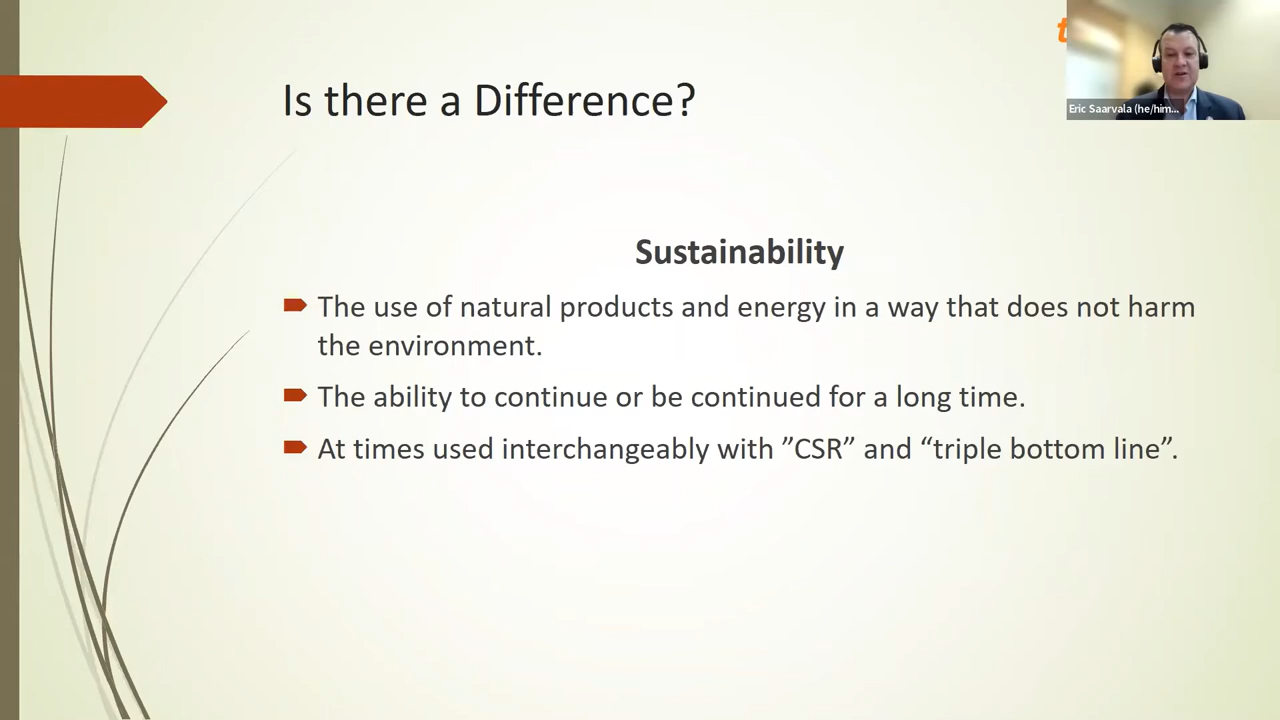 Is there a Difference?
Eric Saarvala (he/him...
Sustainability
The use of natural products and energy in a way that does not harm
the environment.
The ability to continue or be continued for a long time.
At times used interchangeably with ”CSR” and “triple bottom line”.